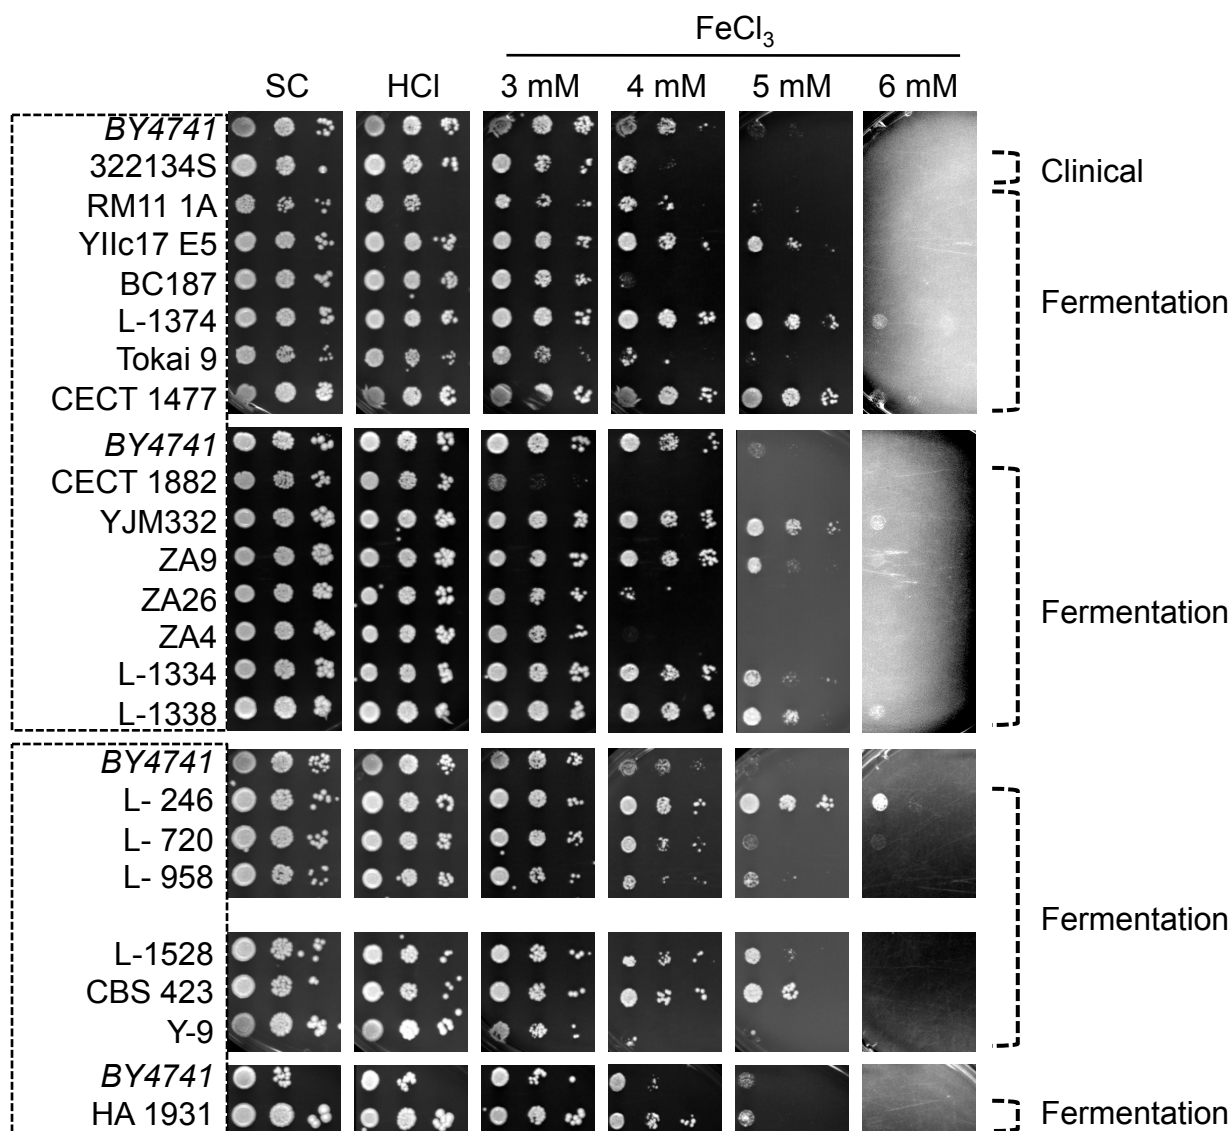 FeCl3
SC HCl 3 mM 4 mM 5 mM 6 mM
BY4741
322134S
Clinical
RM11 1A
YIIc17 E5
BC187
Fermentation
L-1374
Tokai 9
CECT 1477
BY4741
CECT 1882
YJM332
ZA9
ZA26
Fermentation
ZA4
L-1334
L-1338
BY4741
L- 246
L- 720
L- 958
Fermentation
L-1528
CBS 423
Y-9
BY4741
HA 1931 Fermentation